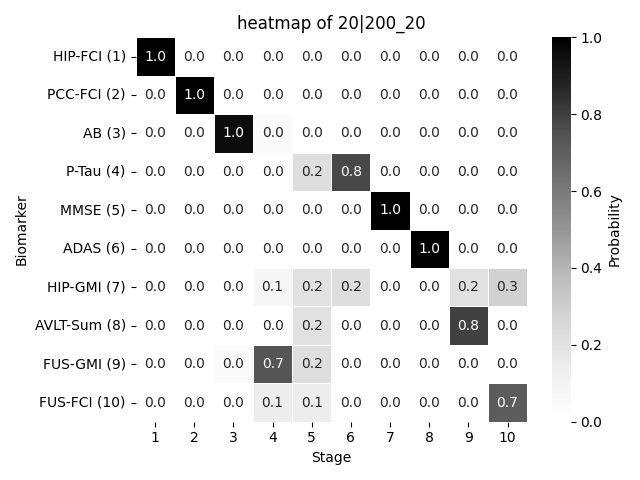 heatmap of 20|200_20
HIP-FCI (1) 1.0 0.0 0.0 0.0 0.0 0.0 0.0 0.0 0.0 0.0
PCC-FCI (2) 0.0 1.0 0.0 0.0 0.0 0.0 0.0 0.0 0.0 0.0
AB (3) 0.0 0.0 1.0 0.0 0.0 0.0 0.0 0.0 0.0 0.0
P-Tau (4) 0.0 0.0 0.0 0.0 0.2 0.8 0.0 0.0 0.0 0.0
MMSE (5) 0.0 0.0 0.0 0.0 0.0 0.0 1.0 0.0 0.0 0.0
ADAS (6) 0.0 0.0 0.0 0.0 0.0 0.0 0.0 1.0 0.0 0.0
HIP-GMI (7) 0.0 0.0 0.0 0.1 0.2 0.2 0.0 0.0 0.2 0.3
AVLT-Sum (8) 0.0 0.0 0.0 0.0 0.2 0.0 0.0 0.0 0.8 0.0
FUS-GMI (9) 0.0 0.0 0.0 0.7 0.2 0.0 0.0 0.0 0.0 0.0
FUS-FCI (10) 0.0 0.0 0.0 0.1 0.1 0.0 0.0 0.0 0.0 0.7
1 2 3 4 5 6 7 8 9 10
Stage
Biomarker
1.0
0.8
0.6
0.4
0.2
0.0
Probability